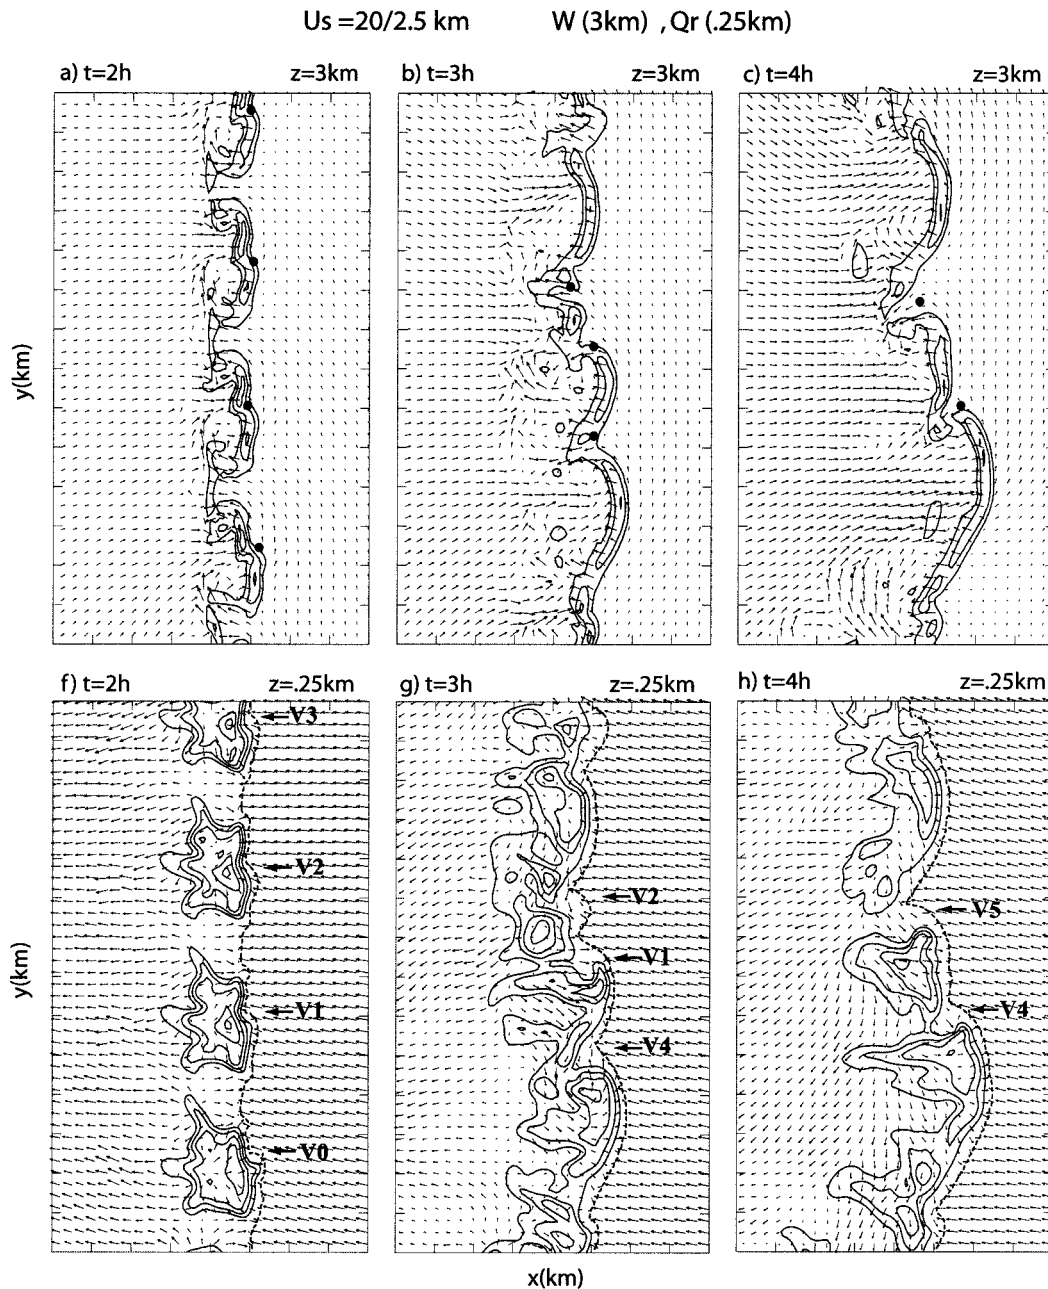 Us =20/2.5 km W (3km) , Qr (.25km)
a) t=2h z=3km b) t=3h z=3km c) t=4h z=3km
y(km)
f) t=2h z=.25km g) t=3h z=.25km h) t=4h z=.25km
V3
V2
V1
V0
V2
V1
V4
V5
V4
y(km)
x(km)